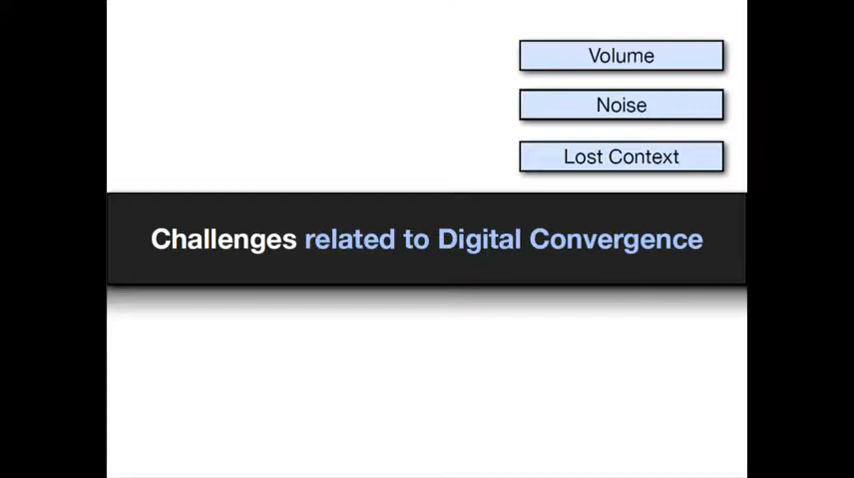 Volume
Noise
Lost Context
Challenges related to Digital Convergence